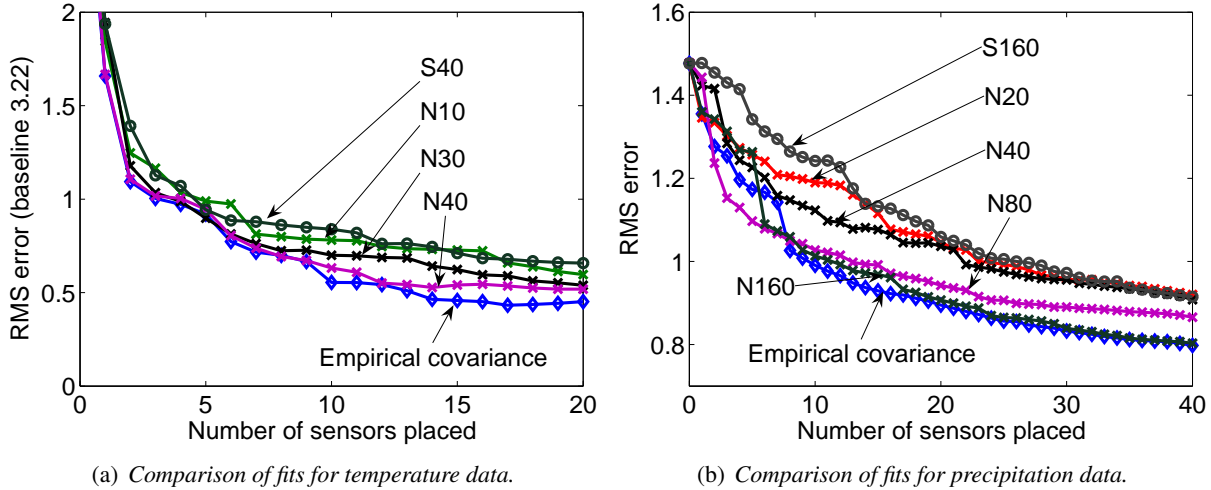 RMS error (baseline 3.22)
2
1.5
1
0.5
0
0
5
10
15
20
S40
N10
N30
N40
Empirical covariance
Number of sensors placed
(a) Comparison of fits for temperature data.
RMS error
1.6
1.4
1.2
1
0.8
0
10
20
30
40
S160
N20
N40
N80
N160
Empirical covariance
Number of sensors placed
(b) Comparison of fits for precipitation data.